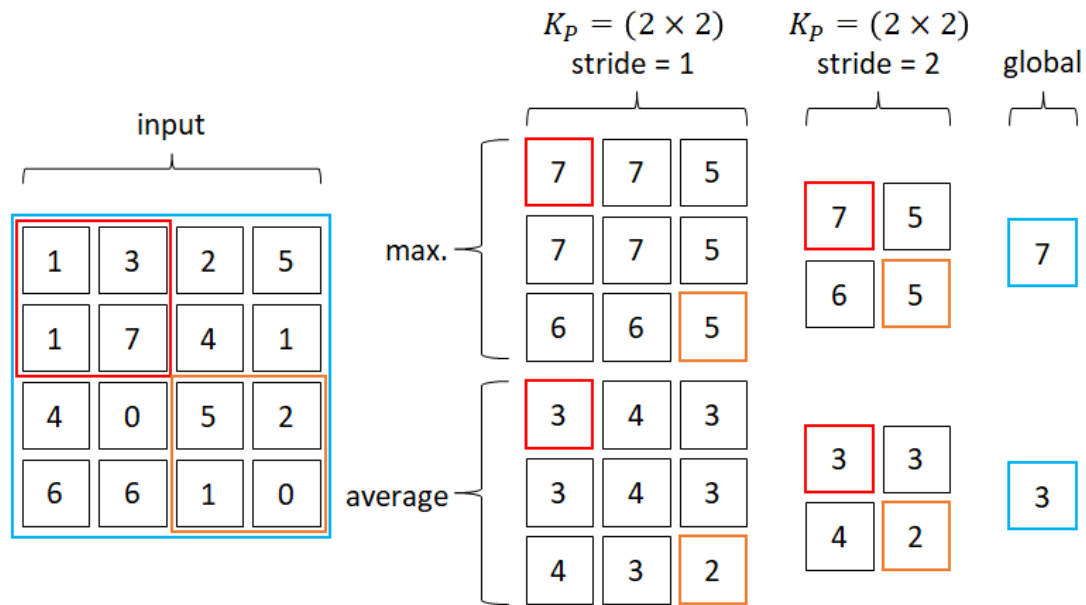 K_P = (2 × 2) K_P = (2 × 2)
stride = 1 stride = 2 global
input
max.
average
1 3 2 5
1 7 4 1
4 0 5 2
6 6 1 0
7 7 5
7 7 5
6 6 5
3 4 3
3 4 3
4 3 2
7 5
6 5
3 3
4 2
7
3